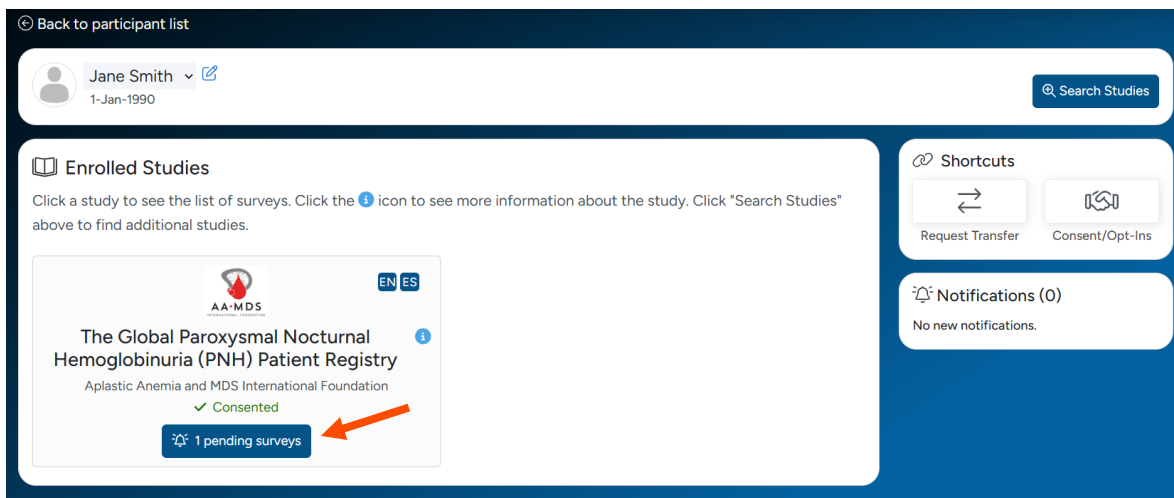 Back to participant list
Jane Smith
1-Jan-1990
Search Studies
Enrolled Studies
Click a study to see the list of surveys. Click the i icon to see more information about the study. Click "Search Studies"
above to find additional studies.
AA·MDS
INTERNATIONAL FOUNDATION
EN ES
The Global Paroxysmal Nocturnal
Hemoglobinuria (PNH) Patient Registry
i
Aplastic Anemia and MDS International Foundation
Consented
1 pending surveys
Shortcuts
Request Transfer
Consent/Opt-Ins
Notifications (0)
No new notifications.